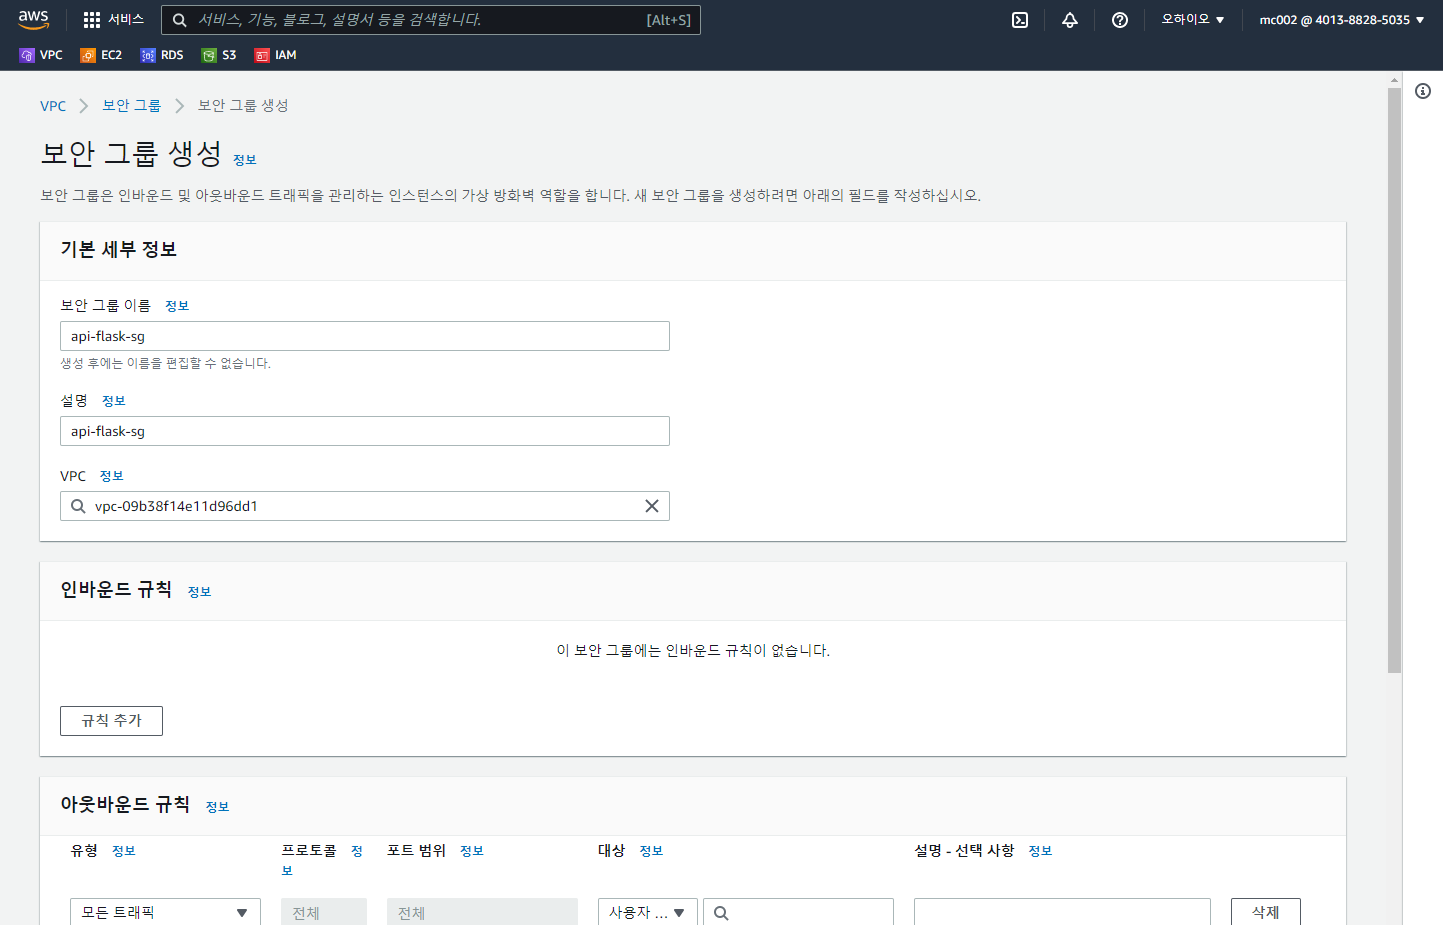 aws 서비스 서비스, 기능, 블로그, 설명서 등을 검색합니다. [Alt+S] 오하이오 ▼ mc002 @ 4013-8828-5035 ▼
VPC EC2 RDS S3 IAM
VPC > 보안 그룹 > 보안 그룹 생성
보안 그룹 생성 정보
보안 그룹은 인바운드 및 아웃바운드 트래픽을 관리하는 인스턴스의 가상 방화벽 역할을 합니다. 새 보안 그룹을 생성하려면 아래의 필드를 작성하십시오.
기본 세부 정보
보안 그룹 이름 정보
api-flask-sg
생성 후에는 이름을 편집할 수 없습니다.
설명 정보
api-flask-sg
VPC 정보
vpc-09b38f14e11d96dd1
인바운드 규칙 정보
이 보안 그룹에는 인바운드 규칙이 없습니다.
규칙 추가
아웃바운드 규칙 정보
유형 정보 프로토콜 정보 포트 범위 정보 대상 정보 설명 - 선택 사항 정보
모든 트래픽 전체 전체 사용자 ... 삭제